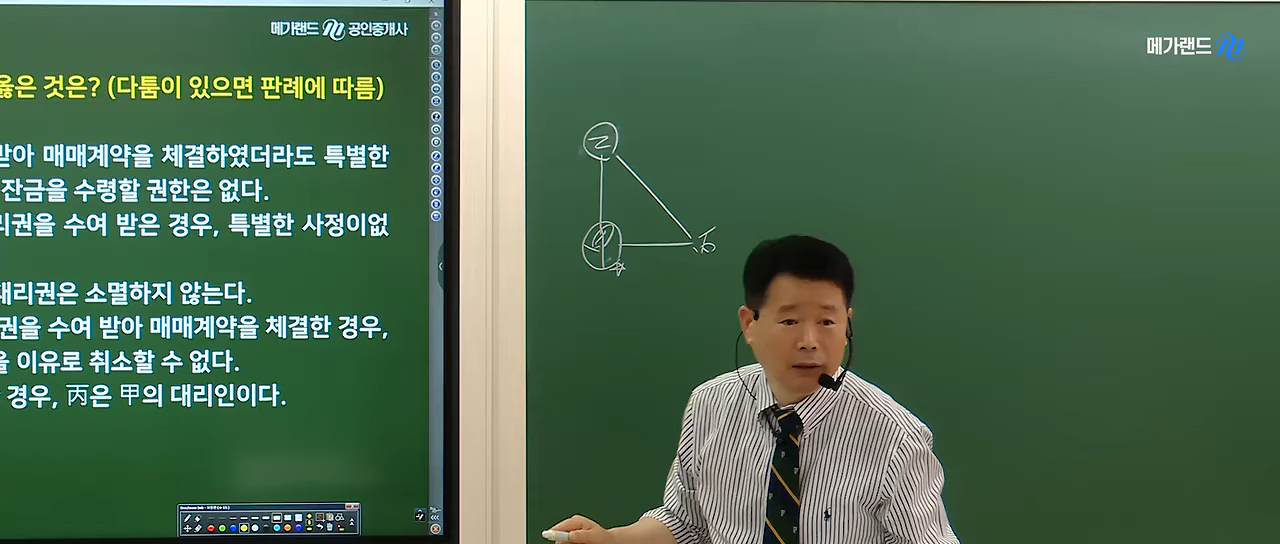 메가랜드 공인중개사
옳은 것은? (다툼이 있으면 판례에 따름)
받아 매매계약을 체결하였더라도 특별한
잔금을 수령할 권한은 없다.
리권을 수여 받은 경우, 특별한 사정이없
대리권은 소멸하지 않는다.
권을 수여 받아 매매계약을 체결한 경우,
을 이유로 취소할 수 없다.
경우, 丙은 甲의 대리인이다.
메가랜드
乙